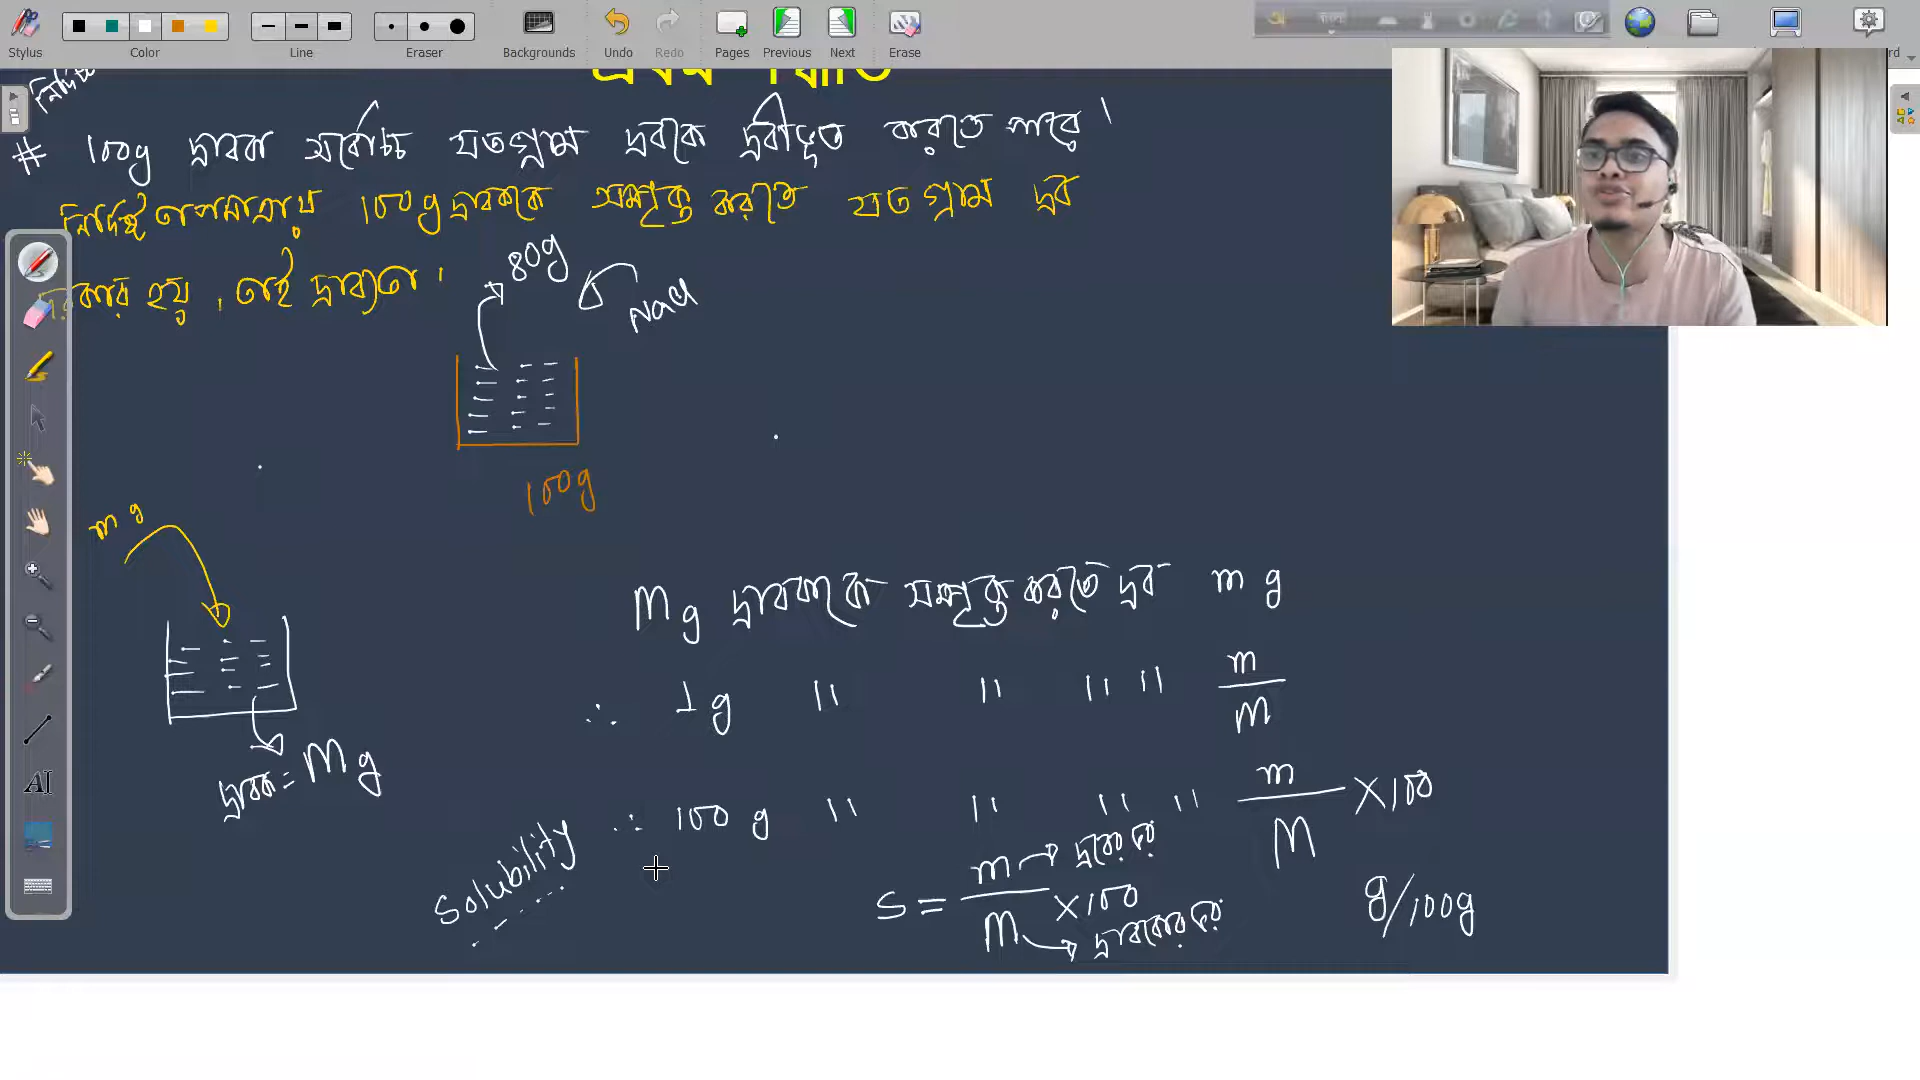 Stylus
Color
Line
Eraser
Backgrounds
Undo
Redo
Pages
Previous
Next
Erase
# 100g দ্রাবক সর্বোচ্চ যতগ্রাম দ্রবকে দ্রবীভূত করতে পারে।
নির্দিষ্ট তাপমাত্রায় 100g দ্রাবককে সম্পৃক্ত করতে যত গ্রাম দ্রব
দরকার হয়, তাই দ্রাব্যতা।
80g
NaCl
100g
m g
দ্রাবক = M g
M g দ্রাবককে সম্পৃক্ত করতে দ্রব m g
∴ 1 g " " " " m/M
∴ 100 g " " " " m/M × 100
Solubility
S = m/M × 100
m → দ্রবের ভর
M → দ্রাবকের ভর
g/100g